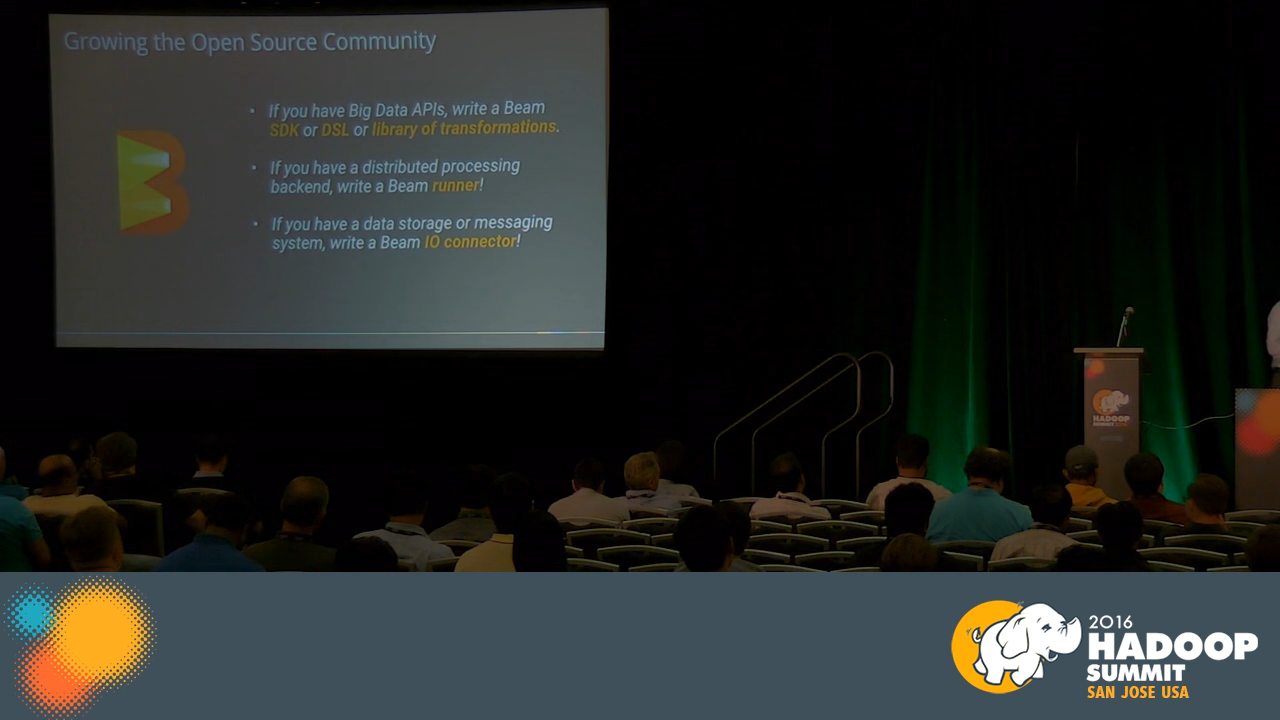 Growing the Open Source Community
• If you have Big Data APIs, write a Beam
SDK or DSL or library of transformations.
• If you have a distributed processing
backend, write a Beam runner!
• If you have a data storage or messaging
system, write a Beam IO connector!
HADOOP
SUMMIT
2016
HADOOP
SUMMIT
SAN JOSE USA